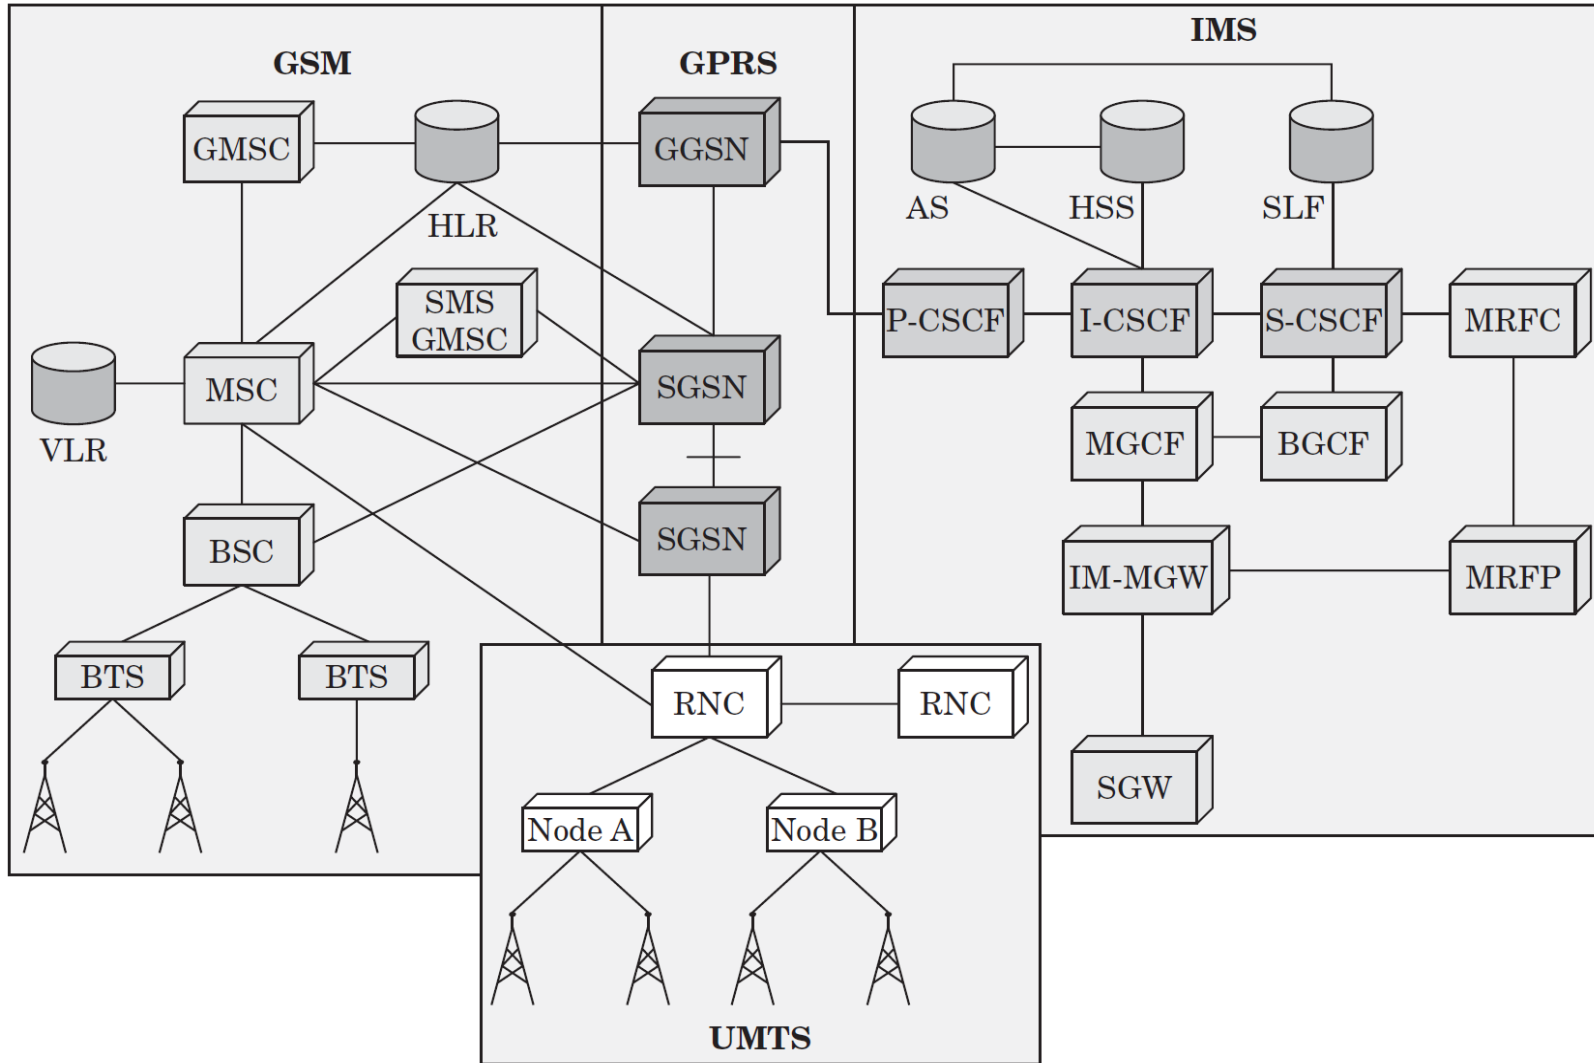 GSM
GPRS
IMS
GMSC
HLR
GGSN
AS
HSS
SLF
SMS
GMSC
P-CSCF
I-CSCF
S-CSCF
MRFC
VLR
MSC
SGSN
MGCF
BGCF
BSC
SGSN
IM-MGW
MRFP
BTS
BTS
RNC
RNC
SGW
Node A
Node B
UMTS